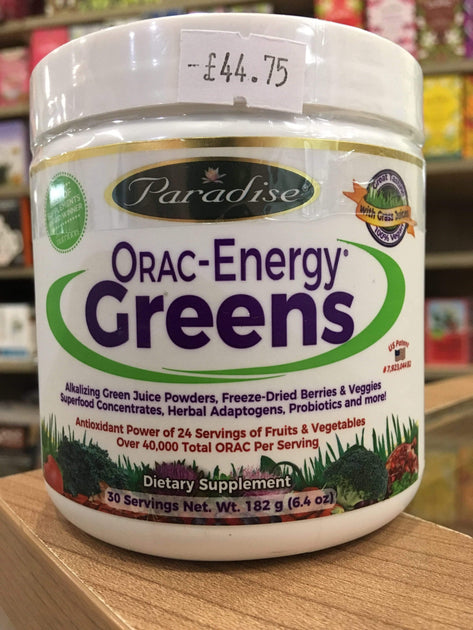 -£44.75
Paradise®
ORAC-Energy®
Greens
US Patent
Alkalizing Green Juice Powders, Freeze-Dried Berries & Veggies
Superfood Concentrates, Herbal Adaptogens, Probiotics and more!
Antioxidant Power of 24 Servings of Fruits & Vegetables
Over 40,000 Total ORAC Per Serving
Dietary Supplement
30 Servings Net. Wt. 182 g (6.4 oz)